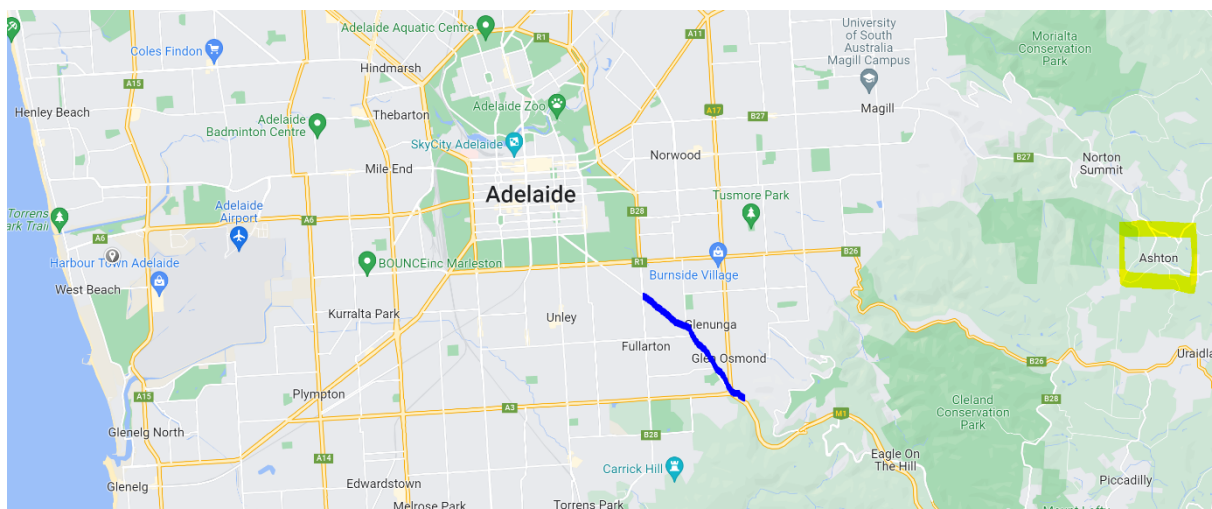 Adelaide Aquatic Centre
R1
A11
University
of South
Australia
Magill Campus
Morialta
Conservation
Park
Coles Findon
Hindmarsh
A15
Henley Beach
Adelaide
Badminton Centre
Thebarton
Adelaide Zoo
A17
Magill
B27
SkyCity Adelaide
Mile End
Norwood
B27
Norton
Summit
Adelaide
Tusmore Park
Torrens
ark Trail
Adelaide
Airport
A6
B28
A6
Harbour Town Adelaide
BOUNCEinc Marleston
R1
Burnside Village
B26
Ashton
West Beach
Kurralta Park
Unley
Glenunga
Fullarton
Glen Osmond
B26
Uraidla
A15
Plympton
A3
Cleland
Conservation
Park
B28
M1
Glenelg North
B28
A14
Carrick Hill
Eagle On
The Hill
Glenelg
Edwardstown
Piccadilly
Melrose Park
Torrens Park
Mount Lofty